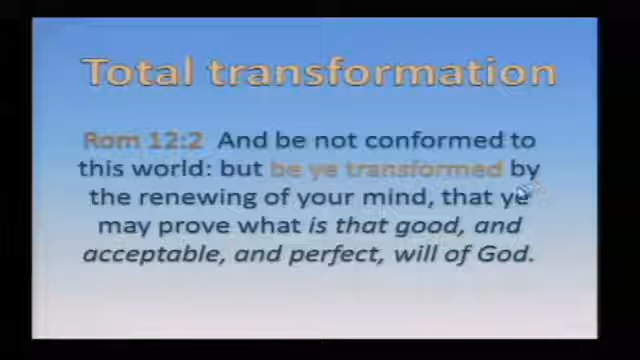 Total transformation
Rom 12:2 And be not conformed to
this world: but be ye transformed by
the renewing of your mind, that ye
may prove what is that good, and
acceptable, and perfect, will of God.